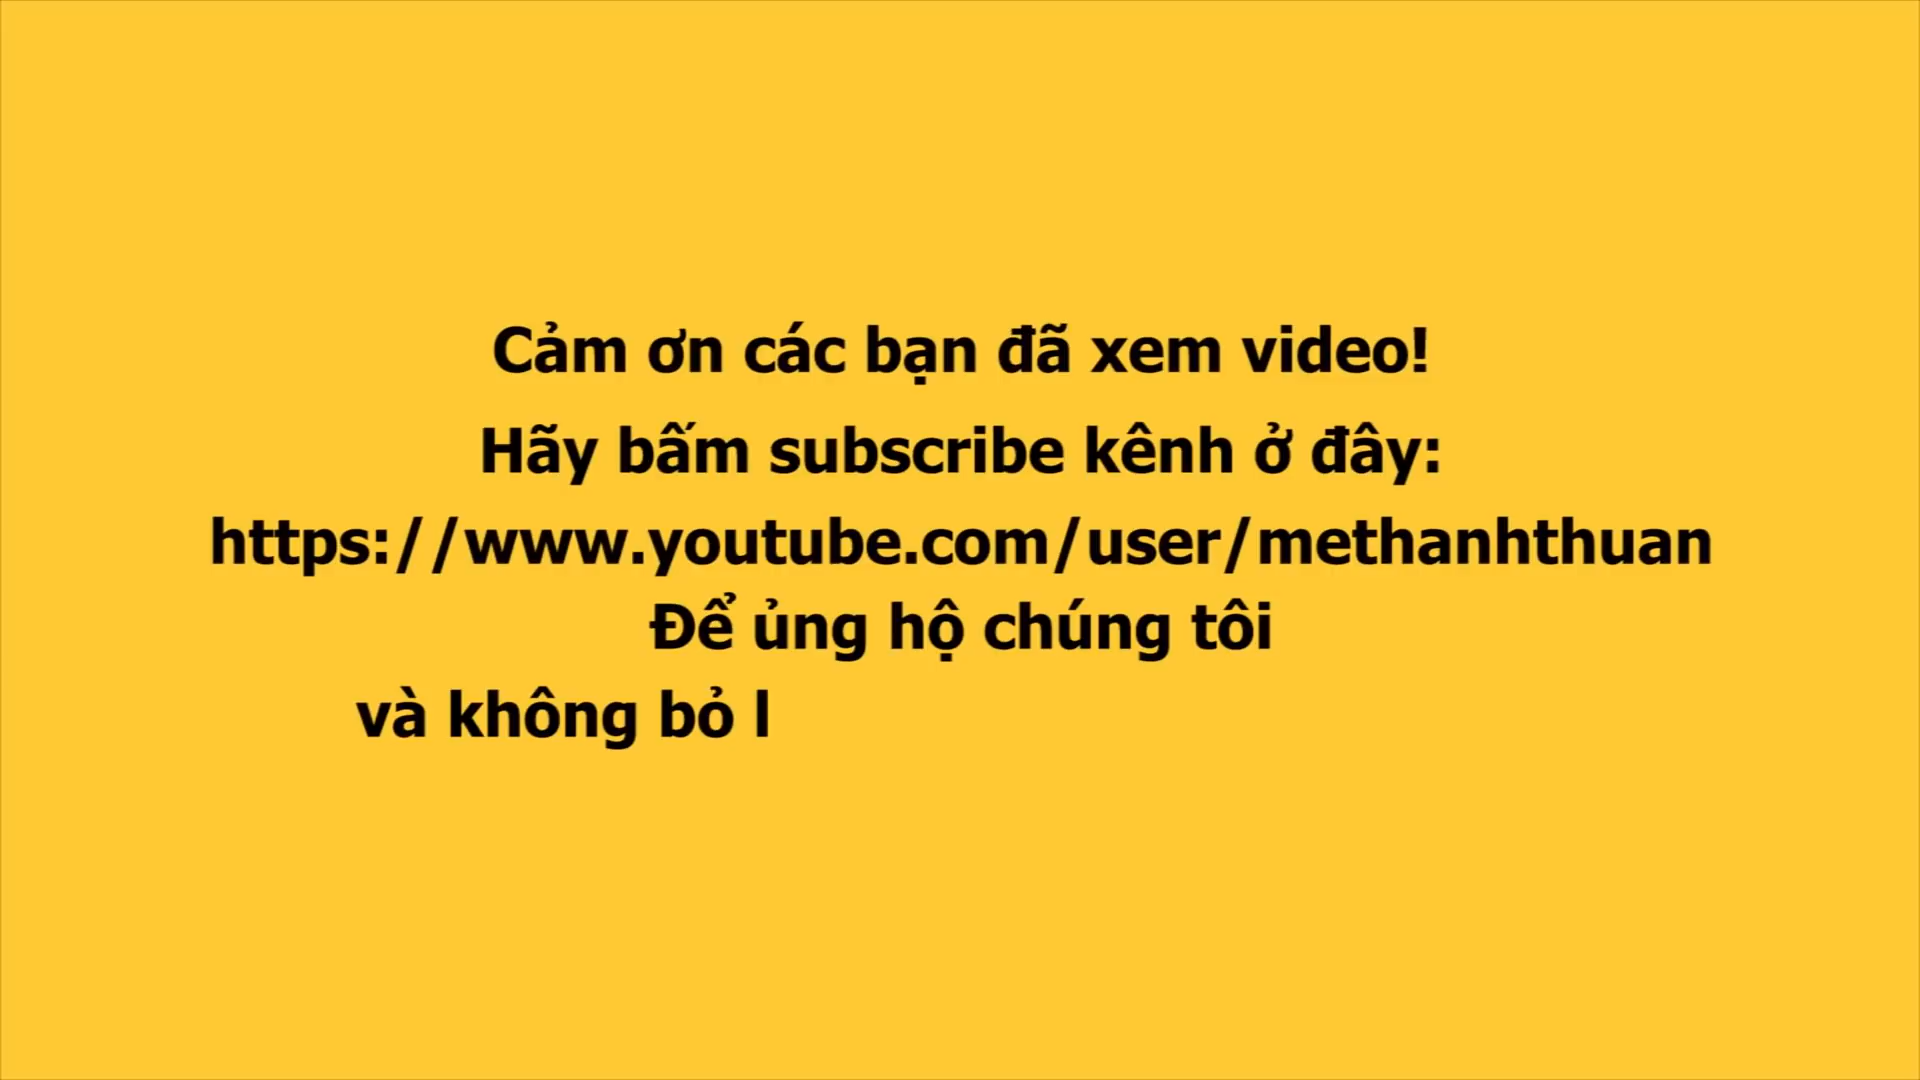 Cảm ơn các bạn đã xem video!
Hãy bấm subscribe kênh ở đây:
https://www.youtube.com/user/methanhthuan
Để ủng hộ chúng tôi
và không bỏ l